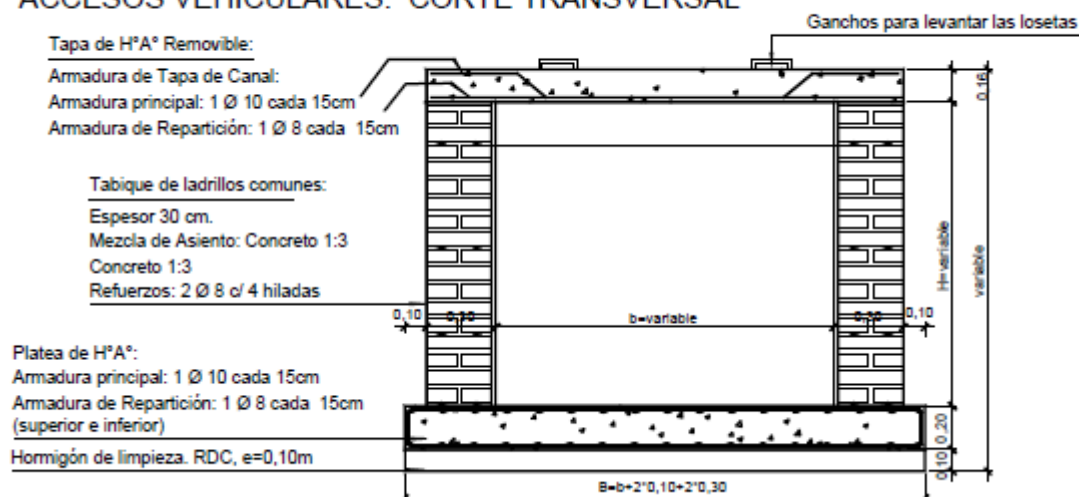 ACCESOS VEHICULARES: CORTE TRANSVERSAL
Ganchos para levantar las losetas
Tapa de H°A° Removible:
Armadura de Tapa de Canal:
Armadura principal: 1 Ø 10 cada 15cm
Armadura de Repartición: 1 Ø 8 cada 15cm
0,16
Tabique de ladrillos comunes:
Espesor 30 cm.
Mezcla de Asiento: Concreto 1:3
Concreto 1:3
Refuerzos: 2 Ø 8 c/ 4 hiladas
H=variable
variable
0,10
0,30
b=variable
0,30
0,10
Platea de H°A°:
Armadura principal: 1 Ø 10 cada 15cm
Armadura de Repartición: 1 Ø 8 cada 15cm
(superior e inferior)
0,20
Hormigón de limpieza. RDC, e=0,10m
0,10
B=b+2*0,10+2*0,30